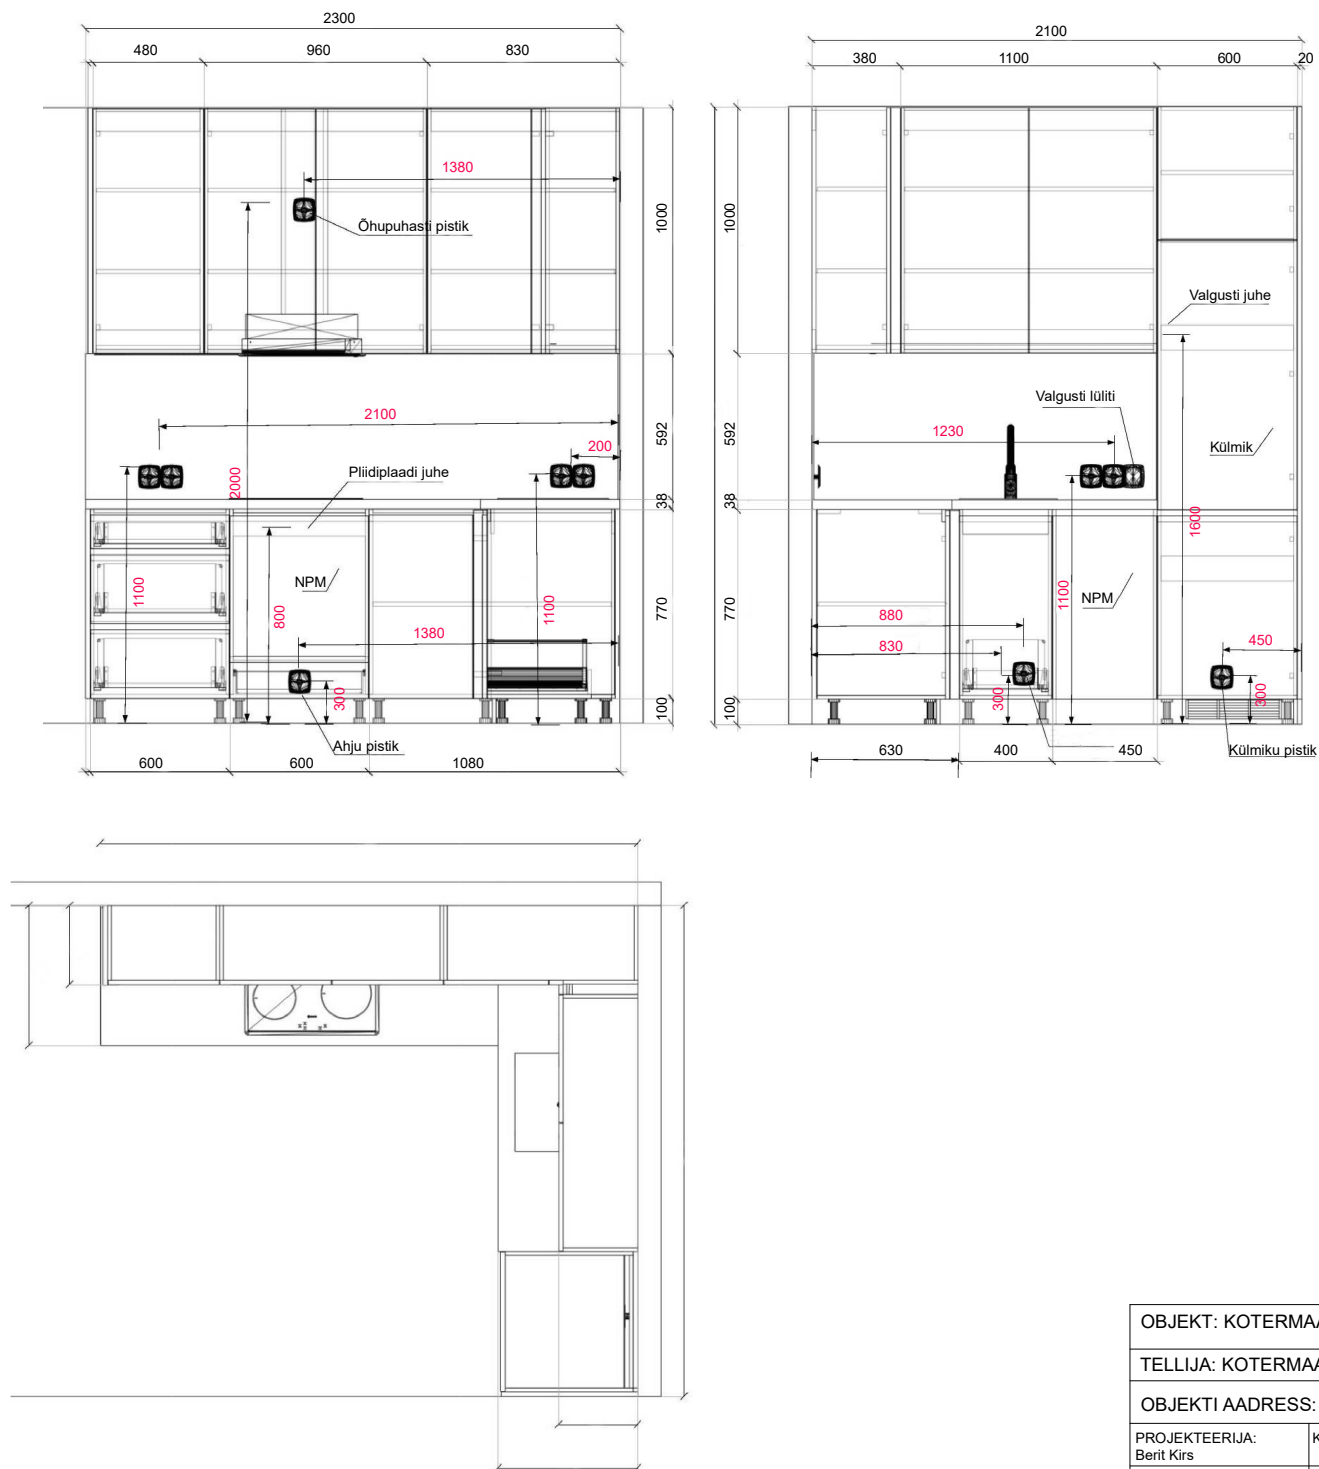 2300
480 960 830
1380
Õhupuhasti pistik
1000
2100
592
200
Pliidiplaadi juhe
2000
38
NPM
1100
800
1100
770
1380
300
100
Ahju pistik
600 600 1080
2100
380 1100 600 20
1000
Valgusti juhe
Valgusti lüliti
592
1230
Külmik
38
1600
1100
NPM
770
880
830
450
300
300
100
630 400 450
Külmiku pistik
OBJEKT: KOTERMAA
TELLIJA: KOTERMAA
OBJEKTI AADRESS:
PROJEKTEERIJA: K
Berit Kirs